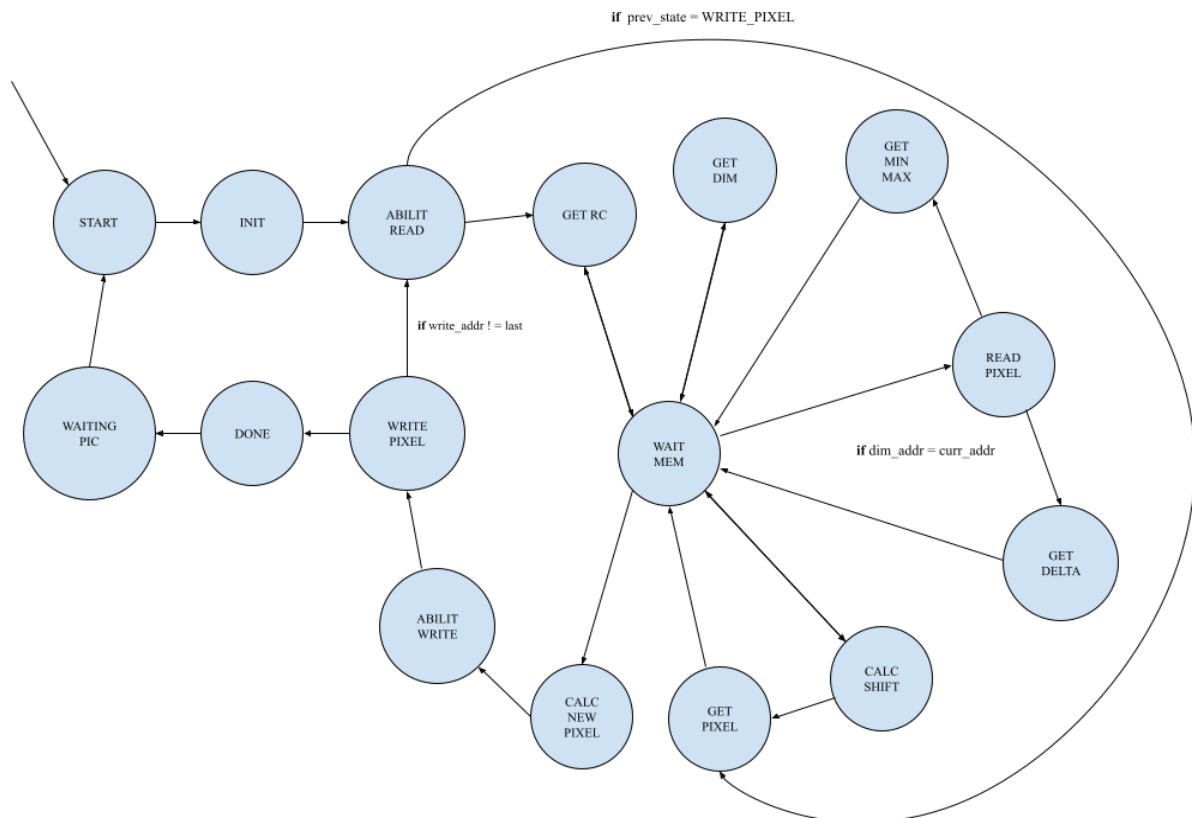 if prev_state = WRITE_PIXEL
GET
DIM
GET
MIN
MAX
START
INIT
ABILIT
READ
GET RC
if write_addr ! = last
READ
PIXEL
WAITING
PIC
DONE
WRITE
PIXEL
WAIT
MEM
if dim_addr = curr_addr
GET
DELTA
ABILIT
WRITE
CALC
SHIFT
CALC
NEW
PIXEL
GET
PIXEL